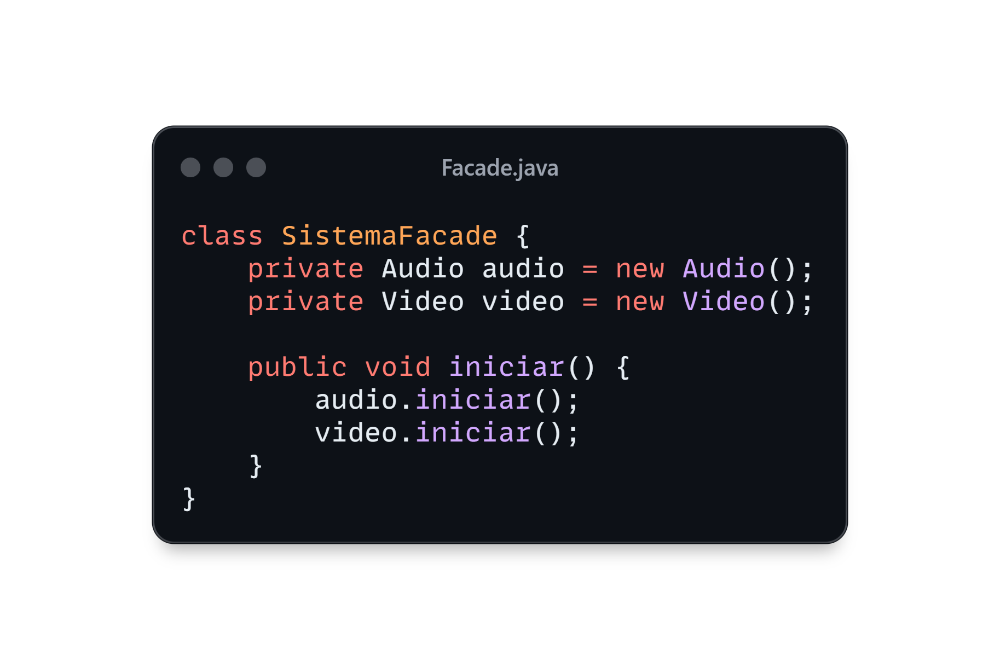 Facade.java
class SistemaFacade {
    private Audio audio = new Audio();
    private Video video = new Video();

    public void iniciar() {
        audio.iniciar();
        video.iniciar();
    }
}